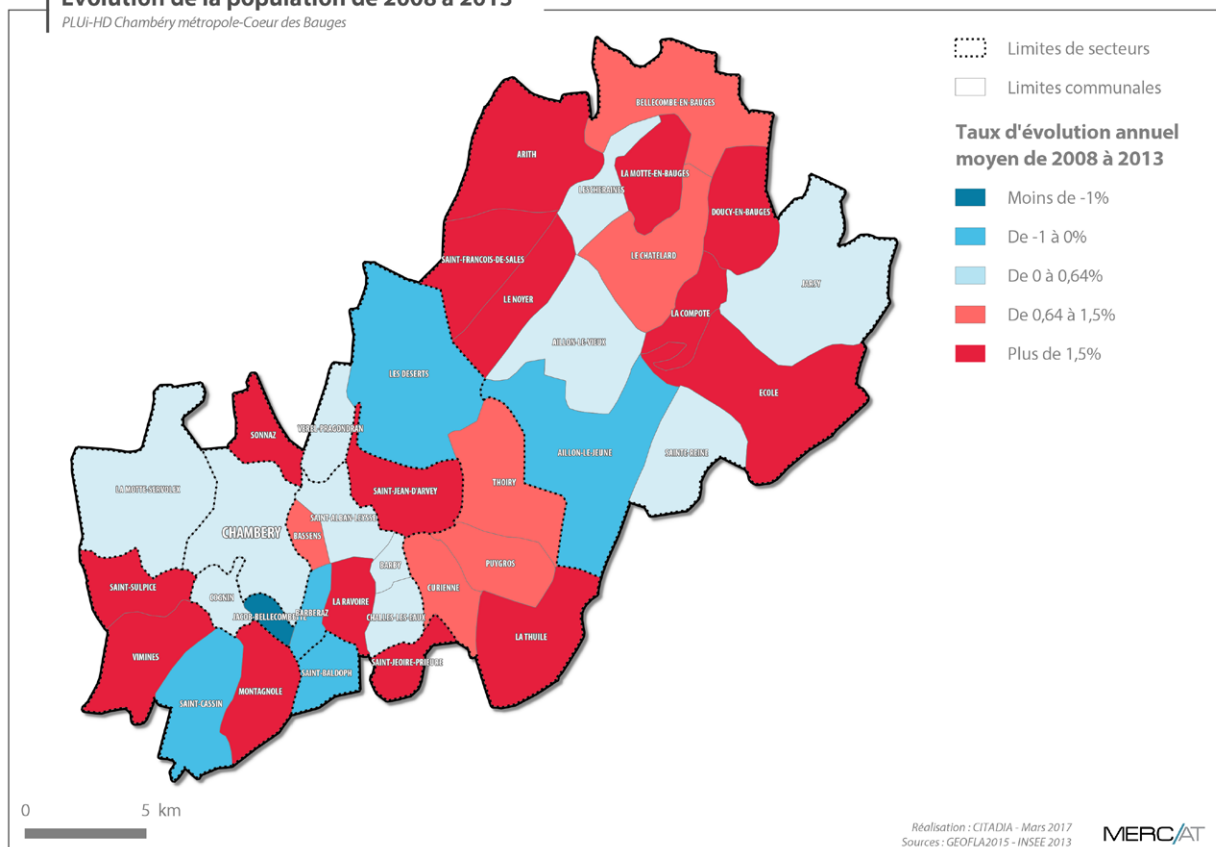 Évolution de la population de 2008 à 2013
PLUi-HD Chambéry métropole-Coeur des Bauges
Limites de secteurs
Limites communales
Taux d'évolution annuel
moyen de 2008 à 2013
Moins de -1%
De -1 à 0%
De 0 à 0,64%
De 0,64 à 1,5%
Plus de 1,5%
BELLECOMBE-EN-BAUGES
ARITH
LA MOTTE-EN-BAUGES
LESCHERAINES
DOUCY-EN-BAUGES
SAINT-FRANCOIS-DE-SALES
LE CHATELARD
JARSY
LE NOYER
LA COMPOTE
AILLON-LE-VIEUX
LES DESERTS
ECOLE
SONNAZ
VEREL-PRAGONDRAN
AILLON-LE-JEUNE
SAINTE-REINE
THOIRY
LA MOTTE-SERVOLEX
SAINT-JEAN-D'ARVEY
SAINT-ALBAN-LEYSSE
CHAMBERY
BASSENS
BARBY
PUYGROS
SAINT-SULPICE
CURIENNE
COGNIN
LA RAVOIRE
JACOB-BELLECOMBETTE
BARBERAZ
CHALLES-LES-EAUX
LA THUILE
VIMINES
SAINT-JEOIRE-PRIEURE
SAINT-BALDOPH
MONTAGNOLE
SAINT-CASSIN
0 5 km
Réalisation : CITADIA - Mars 2017
Sources : GEOFLA2015 - INSEE 2013
MERC/AT